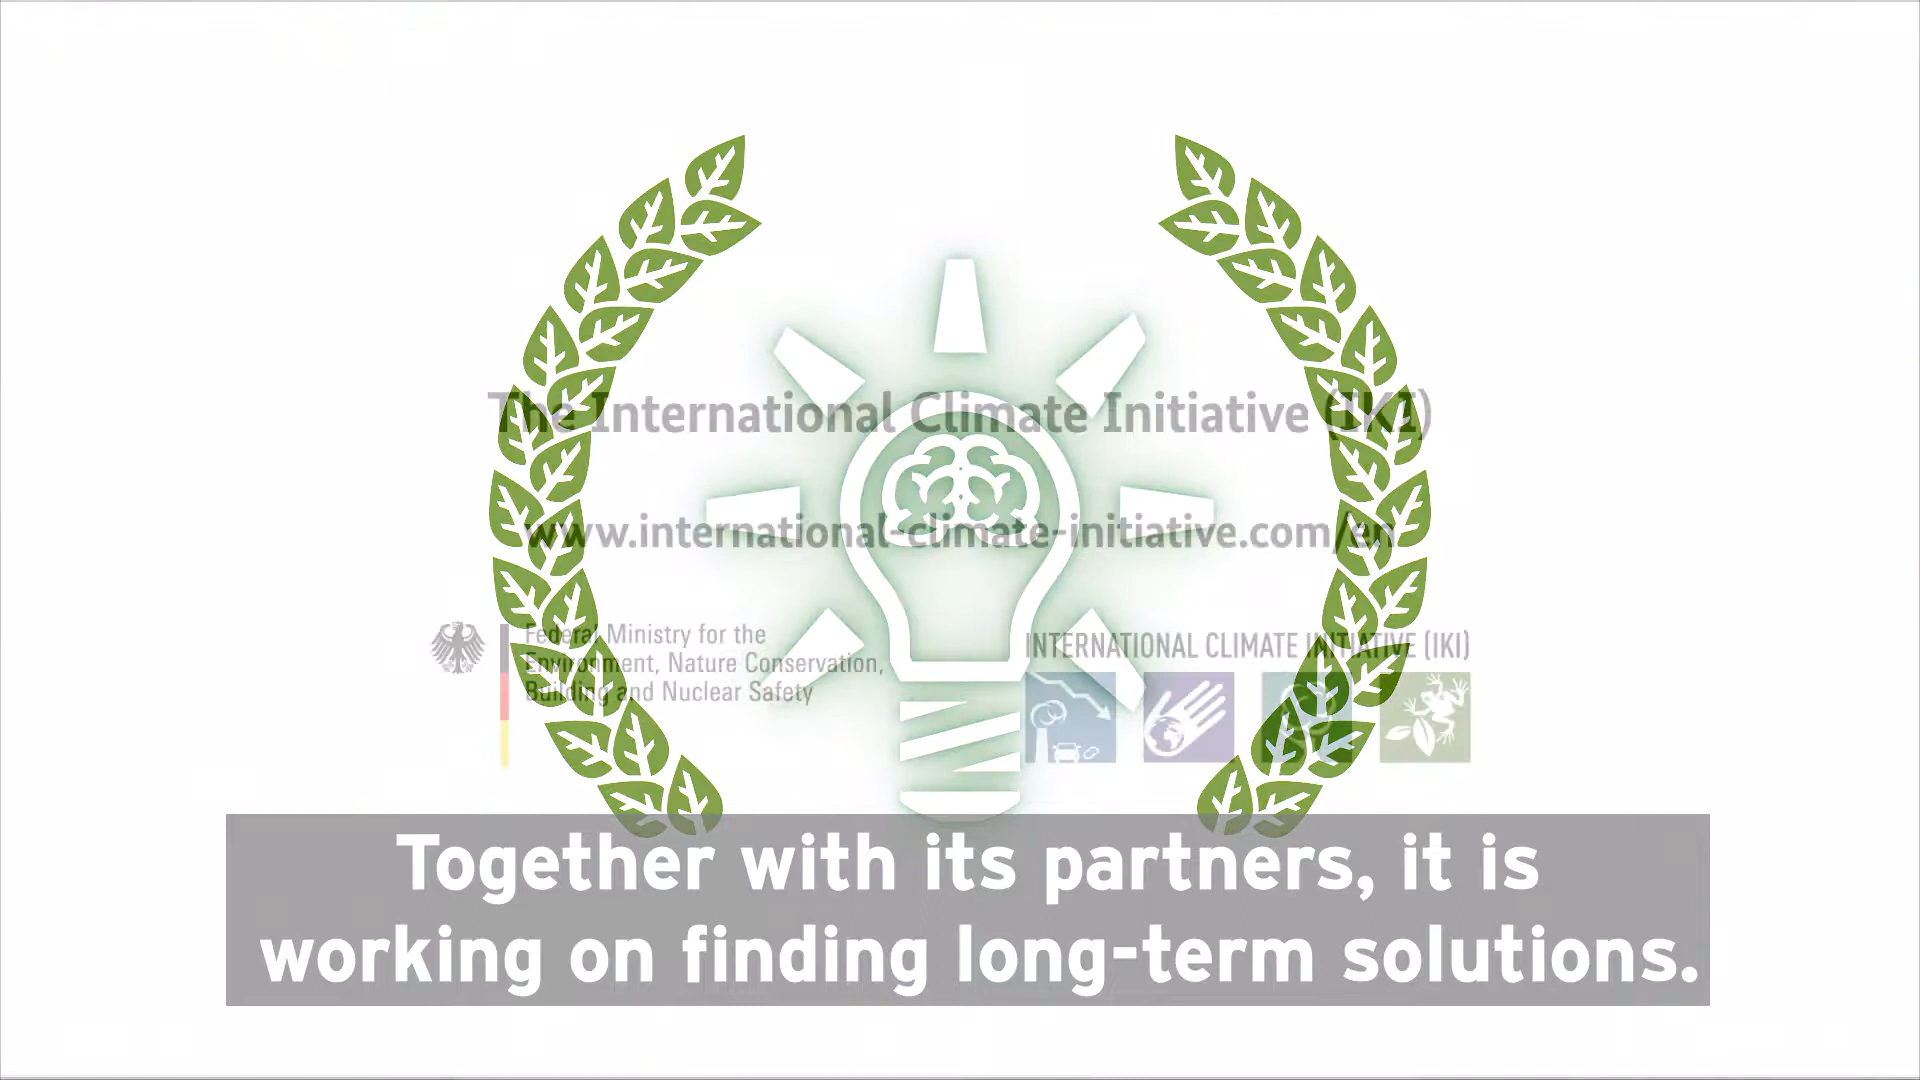 The International Climate Initiative (IKI)
www.international-climate-initiative.com/en
Federal Ministry for the
Environment, Nature Conservation,
Building and Nuclear Safety
INTERNATIONAL CLIMATE INITIATIVE (IKI)
Together with its partners, it is
working on finding long-term solutions.